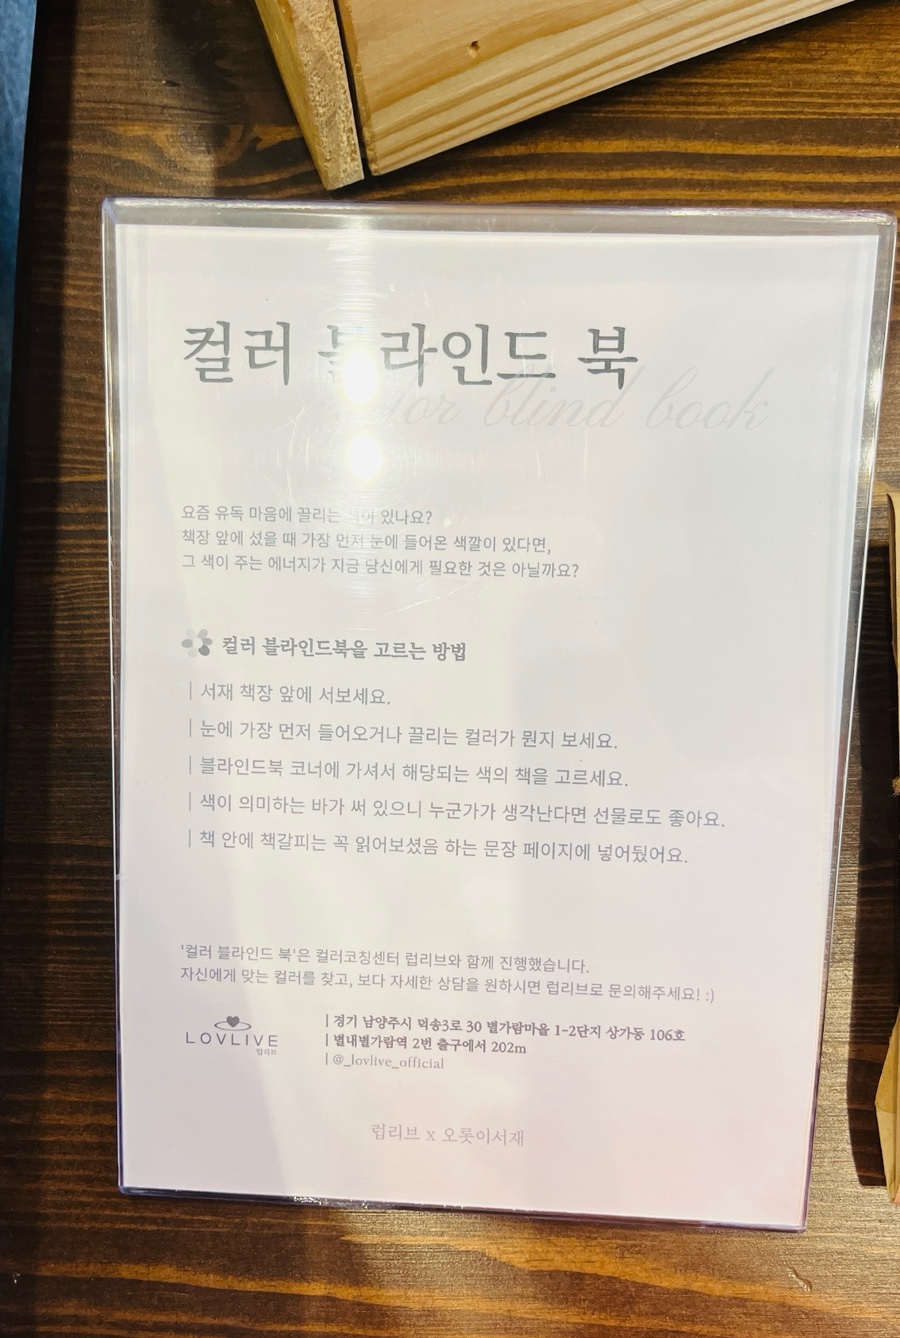 컬러 블라인드 북
color blind book
요즘 유독 마음에 끌리는 색이 있나요?
책장 앞에 섰을 때 가장 먼저 눈에 들어온 색깔이 있다면,
그 색이 주는 에너지가 지금 당신에게 필요한 것은 아닐까요?
컬러 블라인드북을 고르는 방법
| 서재 책장 앞에 서보세요.
| 눈에 가장 먼저 들어오거나 끌리는 컬러가 뭔지 보세요.
| 블라인드북 코너에 가셔서 해당되는 색의 책을 고르세요.
| 색이 의미하는 바가 써 있으니 누군가가 생각난다면 선물로도 좋아요.
| 책 안에 책갈피는 꼭 읽어보셨음 하는 문장 페이지에 넣어뒀어요.
'컬러 블라인드 북'은 컬러코칭센터 럽리브와 함께 진행했습니다.
자신에게 맞는 컬러를 찾고, 보다 자세한 상담을 원하시면 럽리브로 문의해주세요! :)
LOVLIVE
럽리브
| 경기 남양주시 덕송3로 30 별가람마을 1-2단지 상가동 106호
| 별내별가람역 2번 출구에서 202m
| @_lovlive_official
럽리브 x 오롯이서재